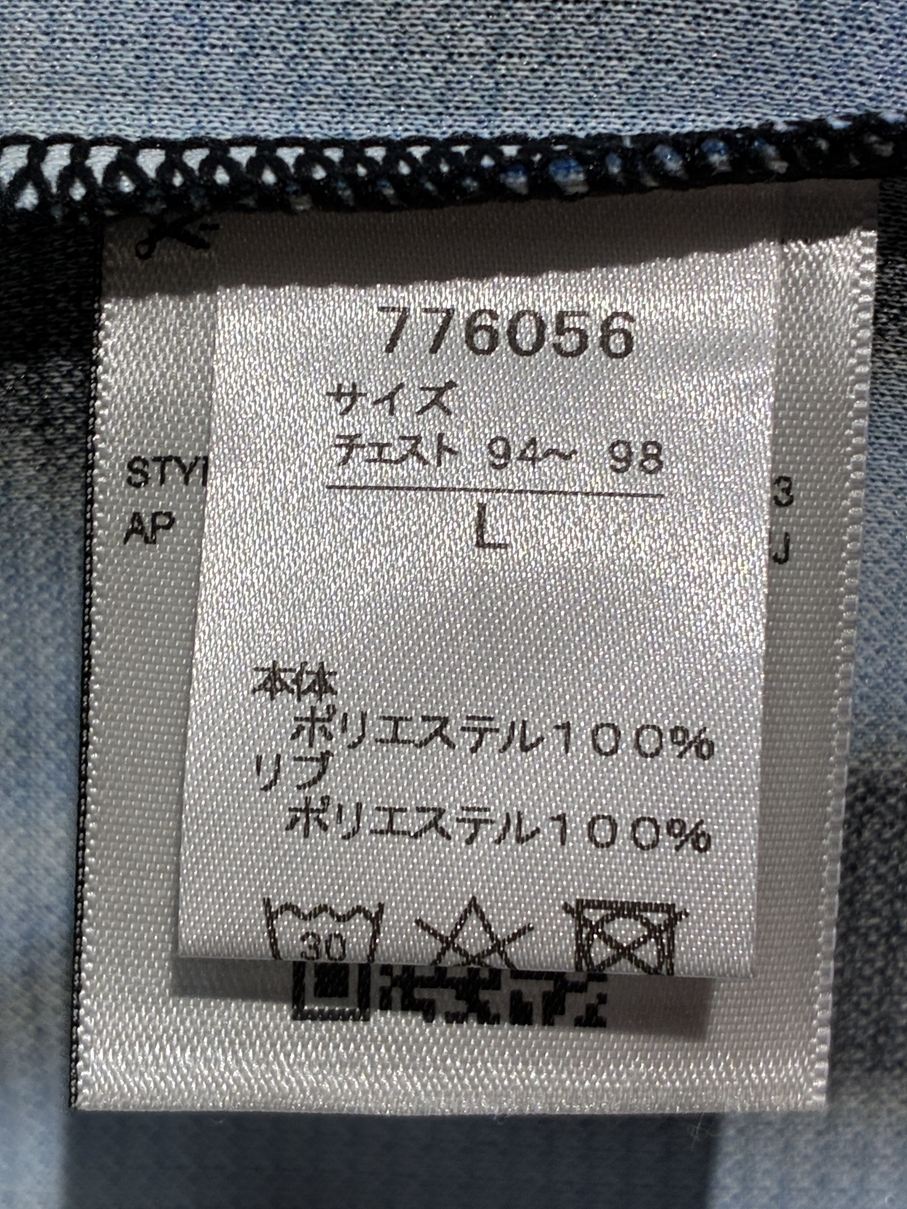 776056
サイズ
チェスト 94～ 98
L
本体
ポリエステル100%
リブ
ポリエステル100%
30
AP
3
J